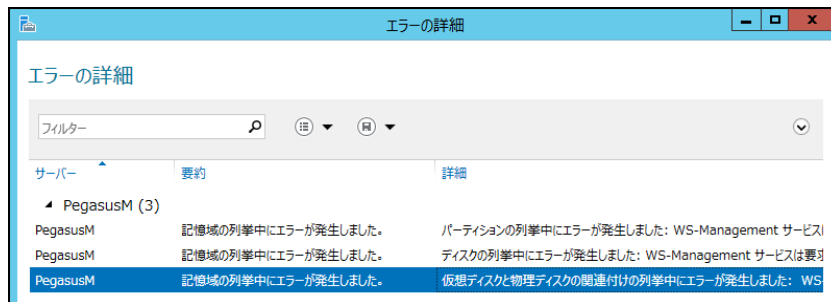 エラーの詳細
エラーの詳細
フィルター
サーバー 要約 詳細
PegasusM (3)
PegasusM 記憶域の列挙中にエラーが発生しました。 パーティションの列挙中にエラーが発生しました: WS-Management サービス
PegasusM 記憶域の列挙中にエラーが発生しました。 ディスクの列挙中にエラーが発生しました: WS-Management サービスは要求
PegasusM 記憶域の列挙中にエラーが発生しました。 仮想ディスクと物理ディスクの関連付けの列挙中にエラーが発生しました: WS-